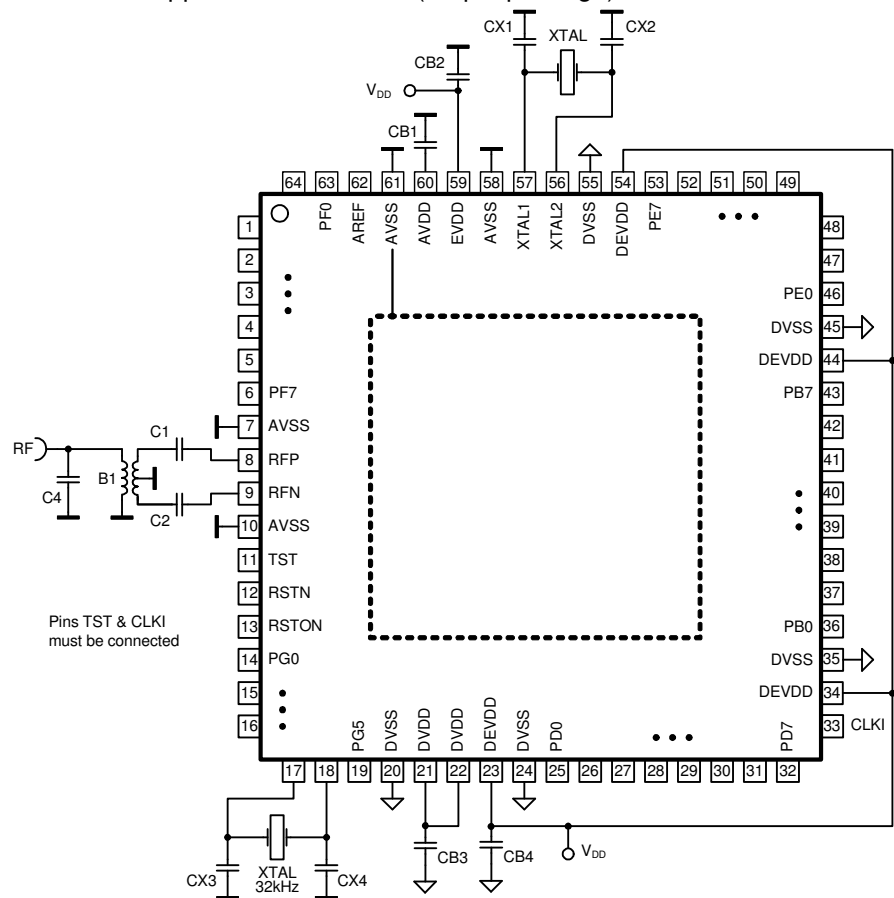 CX1
XTAL
CX2
CB2
V_DD
CB1
64 63 62 61 60 59 58 57 56 55 54 53 52 51 50 49
PF0
AREF
AVSS
AVDD
EVDD
AVSS
XTAL1
XTAL2
DVSS
DEVDD
PE7
1
2
3
4
5
6 PF7
7 AVSS
8 RFP
9 RFN
10 AVSS
11 TST
12 RSTN
13 RSTON
14 PG0
15
16
RF
C1
C4
B1
C2
Pins TST & CLKI
must be connected
48
47
PE0 46
DVSS 45
DEVDD 44
PB7 43
42
41
40
39
38
37
PB0 36
DVSS 35
DEVDD 34
33 CLKI
PG5
DVSS
DVDD
DVDD
DEVDD
DVSS
PD0
PD7
17 18 19 20 21 22 23 24 25 26 27 28 29 30 31 32
CX3
XTAL
32kHz
CX4
CB3
CB4
V_DD